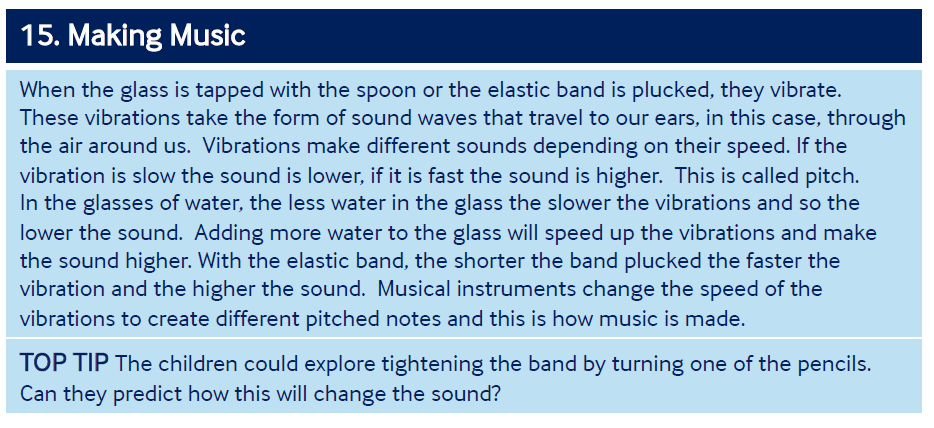 15. Making Music
When the glass is tapped with the spoon or the elastic band is plucked, they vibrate.
These vibrations take the form of sound waves that travel to our ears, in this case, through
the air around us.  Vibrations make different sounds depending on their speed. If the
vibration is slow the sound is lower, if it is fast the sound is higher.  This is called pitch.
In the glasses of water, the less water in the glass the slower the vibrations and so the
lower the sound.  Adding more water to the glass will speed up the vibrations and make
the sound higher. With the elastic band, the shorter the band plucked the faster the
vibration and the higher the sound.  Musical instruments change the speed of the
vibrations to create different pitched notes and this is how music is made.
TOP TIP The children could explore tightening the band by turning one of the pencils.
Can they predict how this will change the sound?